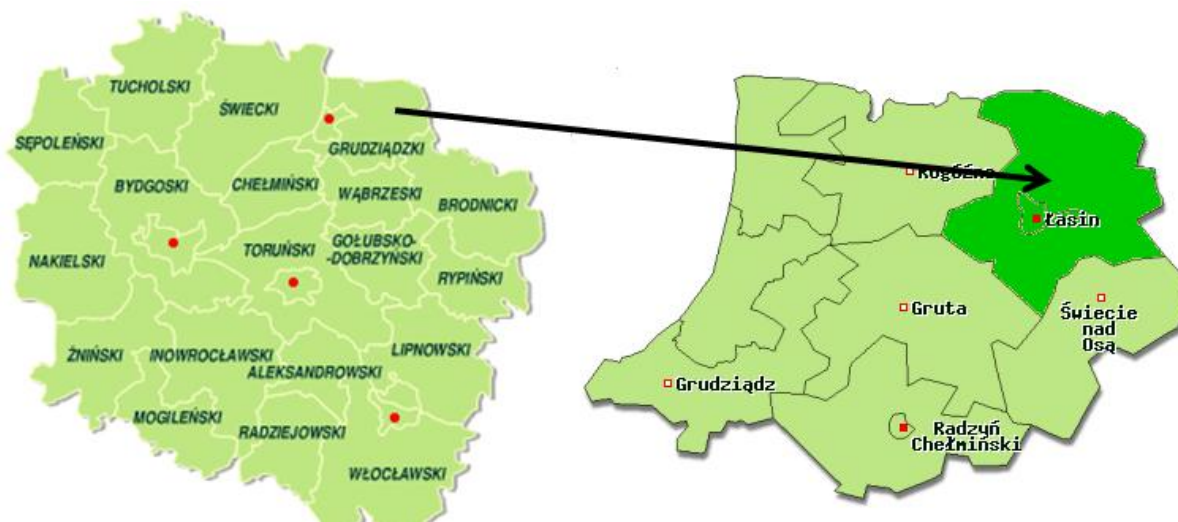 TUCHOLSKI
ŚWIECKI
SĘPOLEŃSKI
GRUDZIĄDZKI
BYDGOSKI
CHEŁMIŃSKI
WĄBRZESKI
BRODNICKI
NAKIELSKI
TORUŃSKI
GOŁUBSKO-
-DOBRZYŃSKI
RYPIŃSKI
ŻNIŃSKI
INOWROCŁAWSKI
LIPNOWSKI
ALEKSANDROWSKI
MOGILEŃSKI
RADZIEJOWSKI
WŁOCŁAWSKI
Rogóźno
Łasin
Gruta
Świecie
nad
Osą
Grudziądz
Radzyń
Chełmiński